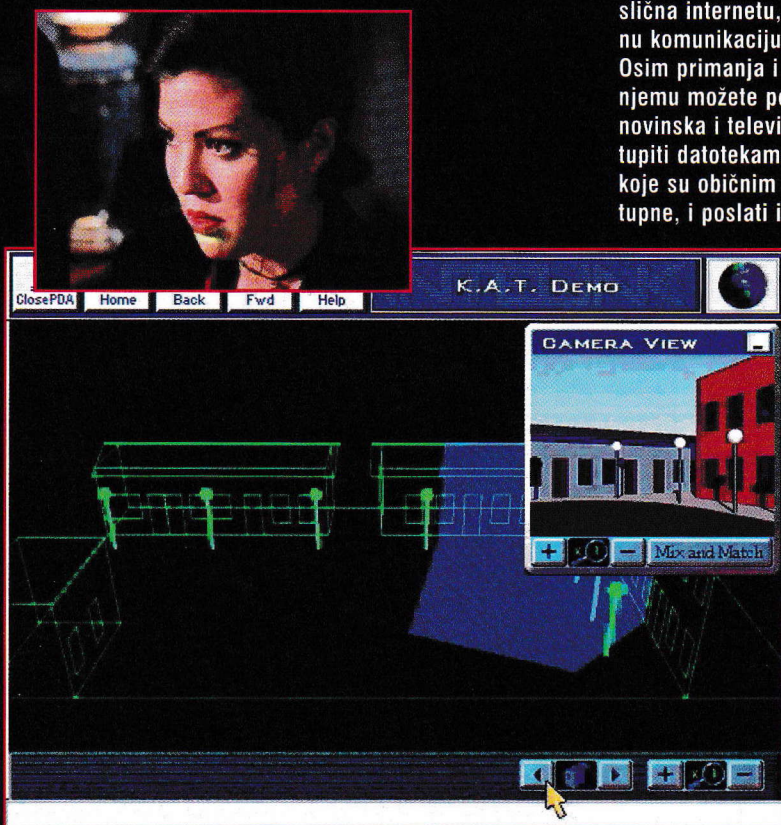 slična internetu,
nu komunikaciju
Osim primanja i
njemu možete po
novinska i televi
tupiti datotekam
koje su običnim
tupne, i poslati i
ClosePDA Home Back Fwd Help
K.A.T. DEMO
CAMERA VIEW
Mix and Match